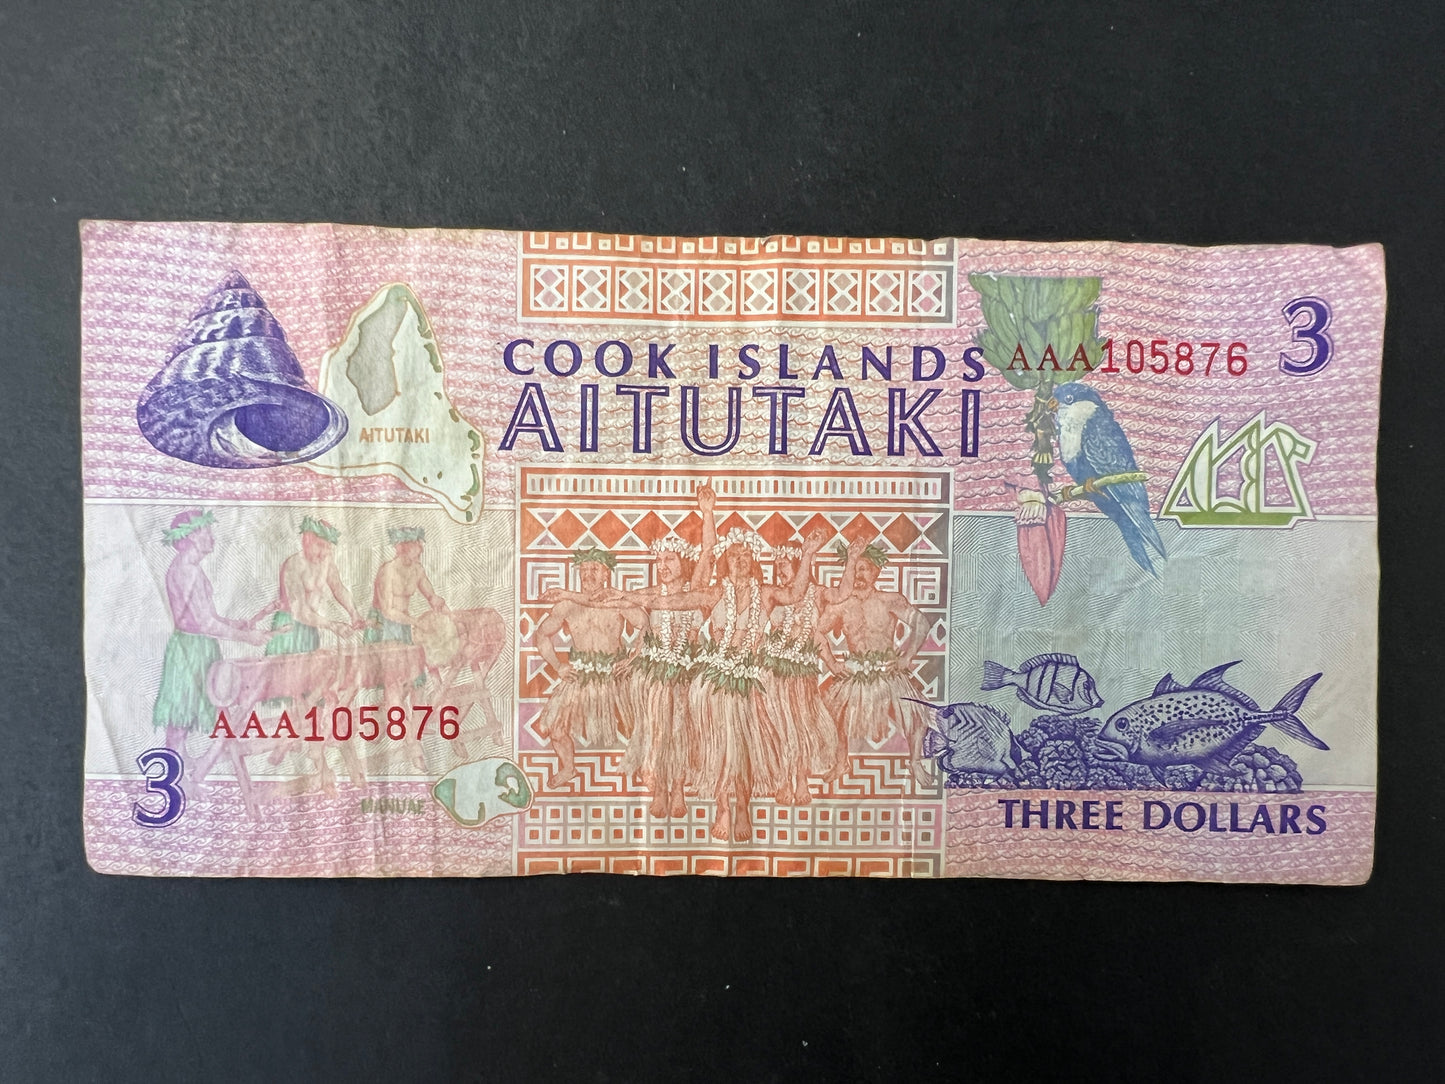 COOK ISLANDS
AITUTAKI
AAA105876
3
AITUTAKI
AAA105876
3
MANUAE
THREE DOLLARS